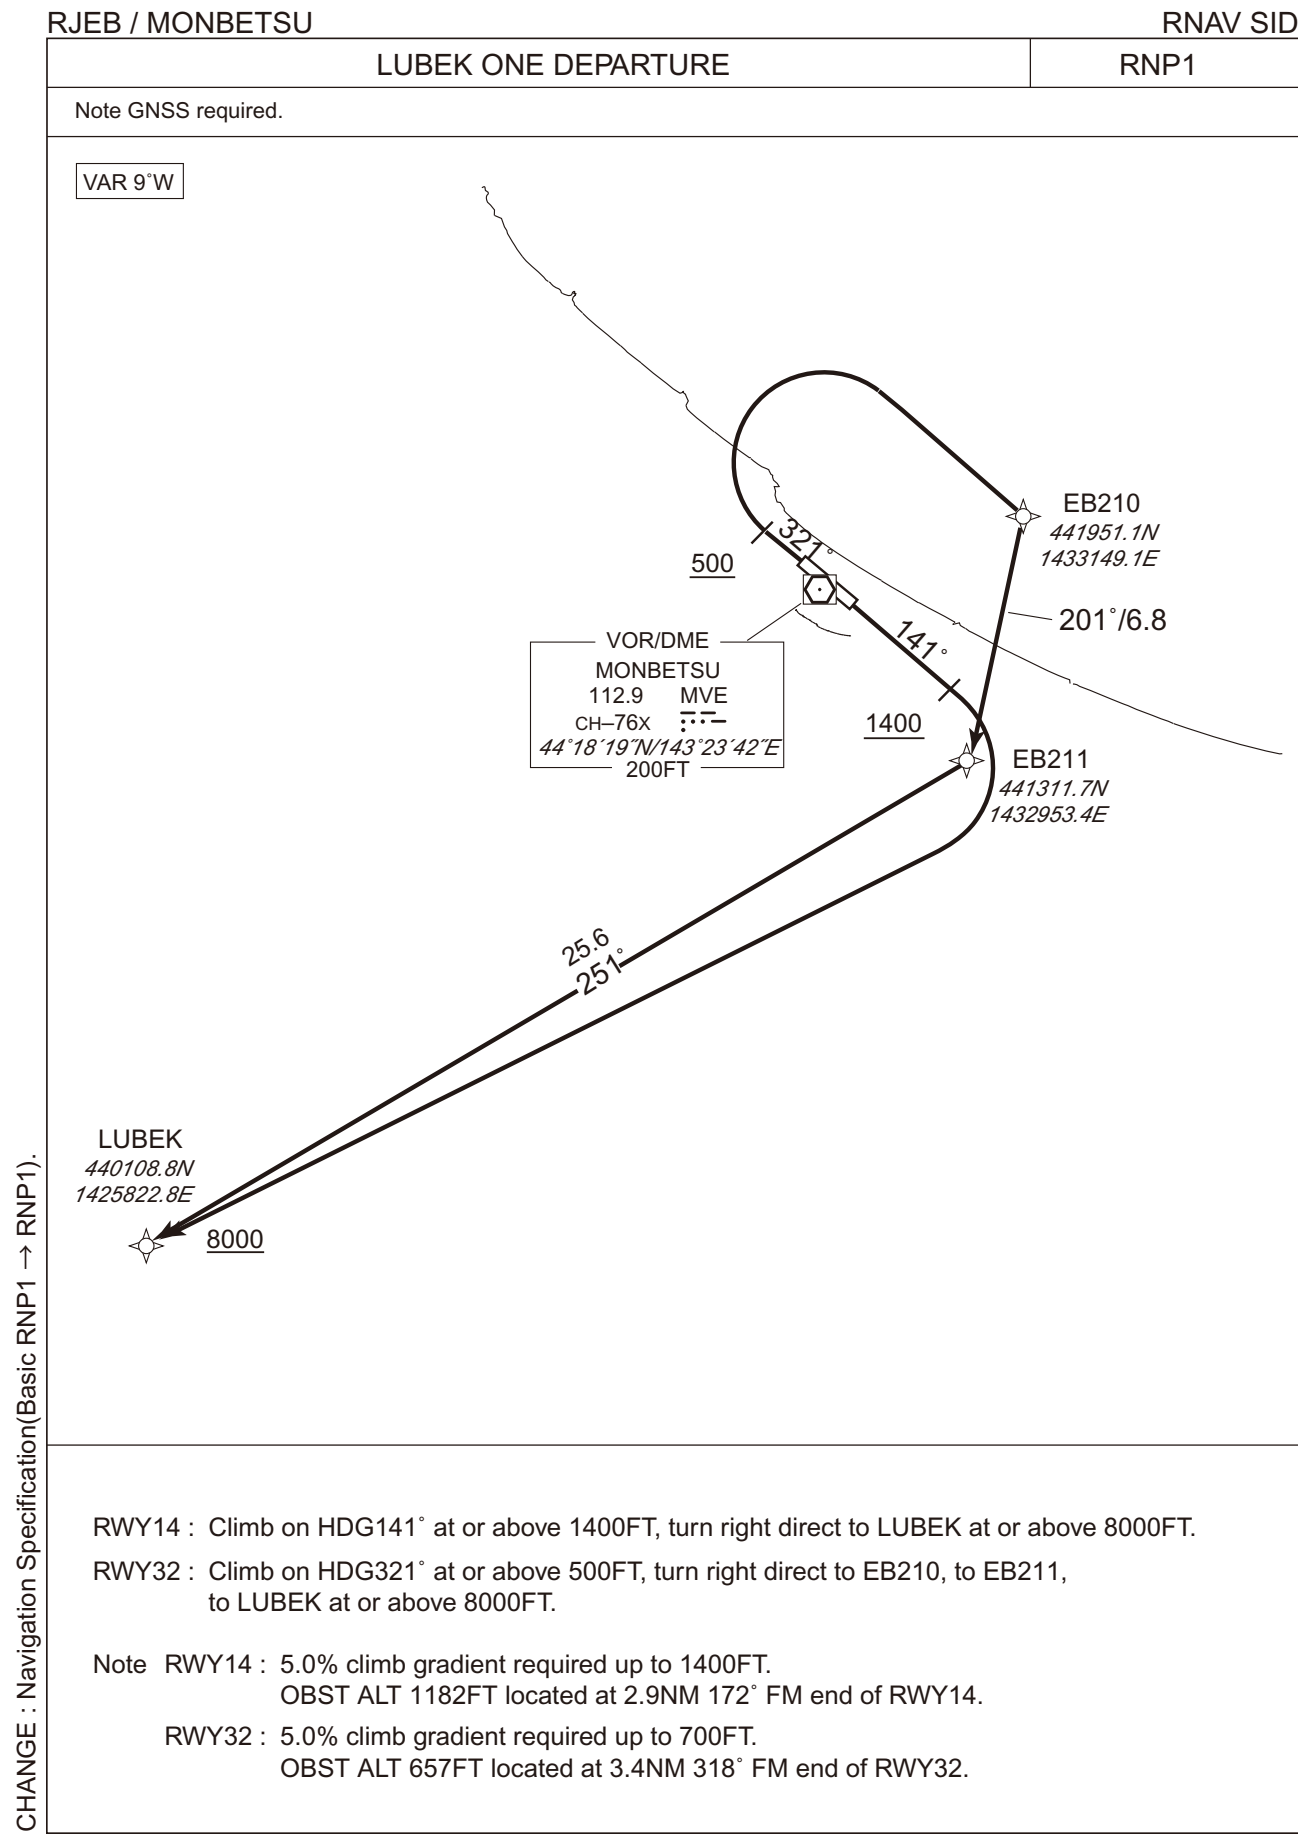 RJEB / MONBETSU
RNAV SID
LUBEK ONE DEPARTURE
RNP1
Note GNSS required.
VAR 9°W
EB210
441951.1N
1433149.1E
321°
500
201°/6.8
141°
VOR/DME
MONBETSU
112.9 MVE
CH–76X
44°18´19˝N/143°23´42˝E
200FT
1400
EB211
441311.7N
1432953.4E
25.6
251°
LUBEK
440108.8N
1425822.8E
8000
RWY14 : Climb on HDG141° at or above 1400FT, turn right direct to LUBEK at or above 8000FT.
RWY32 : Climb on HDG321° at or above 500FT, turn right direct to EB210, to EB211,
to LUBEK at or above 8000FT.
Note RWY14 : 5.0% climb gradient required up to 1400FT.
OBST ALT 1182FT located at 2.9NM 172° FM end of RWY14.
RWY32 : 5.0% climb gradient required up to 700FT.
OBST ALT 657FT located at 3.4NM 318° FM end of RWY32.
CHANGE : Navigation Specification(Basic RNP1 → RNP1).